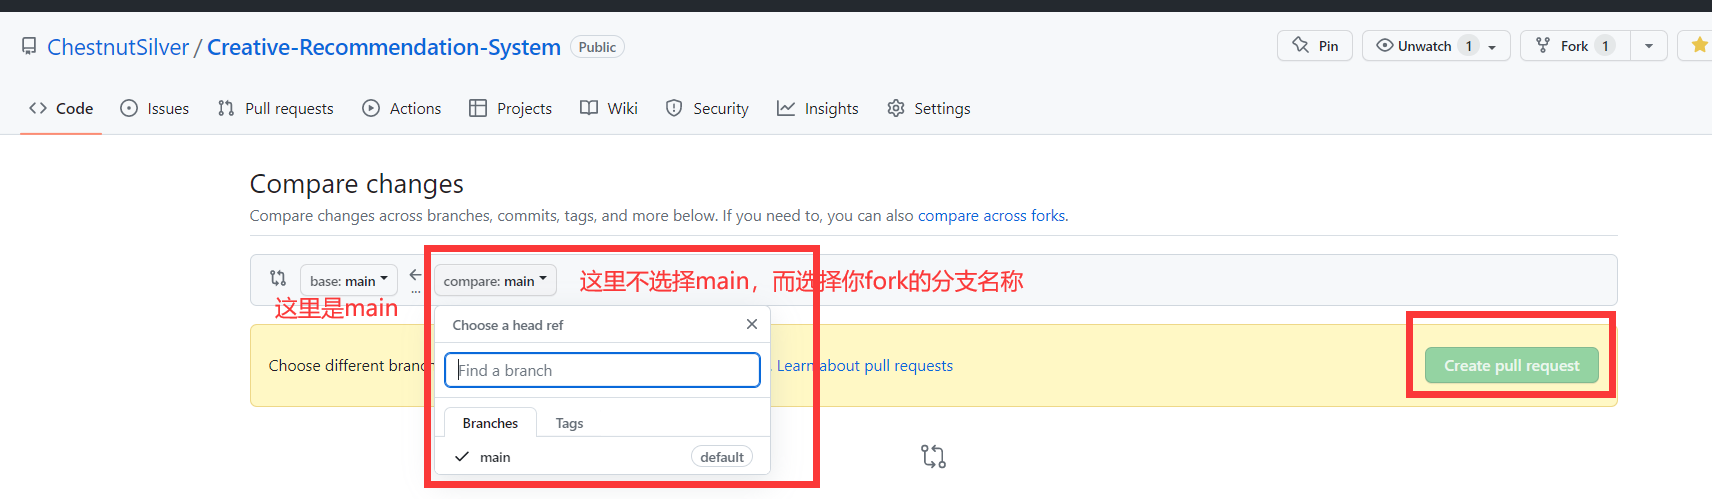 ChestnutSilver / Creative-Recommendation-System Public Pin Unwatch 1 Fork 1
Code Issues Pull requests Actions Projects Wiki Security Insights Settings
Compare changes
Compare changes across branches, commits, tags, and more below. If you need to, you can also compare across forks.
base: main ... compare: main 这里不选择main，而选择你fork的分支名称
这里是main
Choose a head ref
Choose different branc . Learn about pull requests Create pull request
Find a branch
Branches Tags
main default